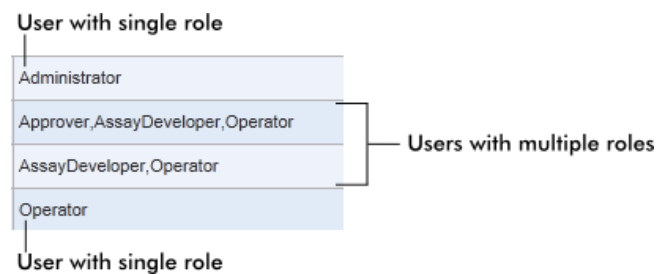 User with single role
Administrator
Approver,AssayDeveloper,Operator
Users with multiple roles
AssayDeveloper,Operator
Operator
User with single role